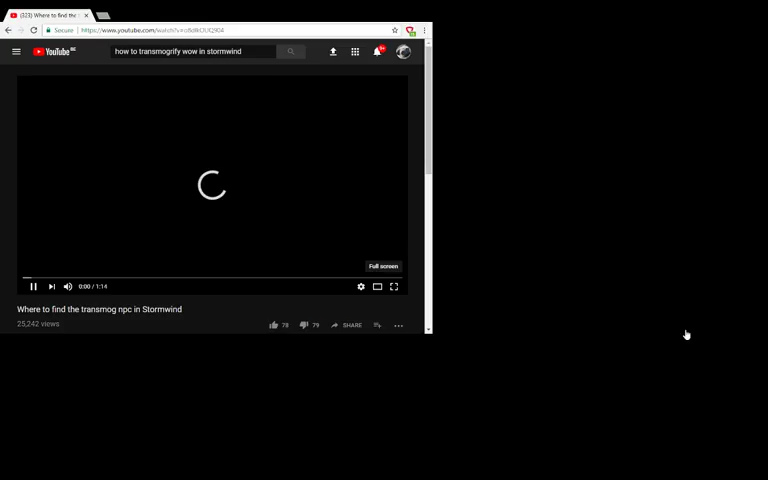 (323) Where to find the
Secure
https://www.youtube.com/watch?v=
YouTube BE
how to transmogrify wow in stormwind
9+
Full screen
0:00 / 1:14
Where to find the transmog npc in Stormwind
25,242 views
78 79 SHARE